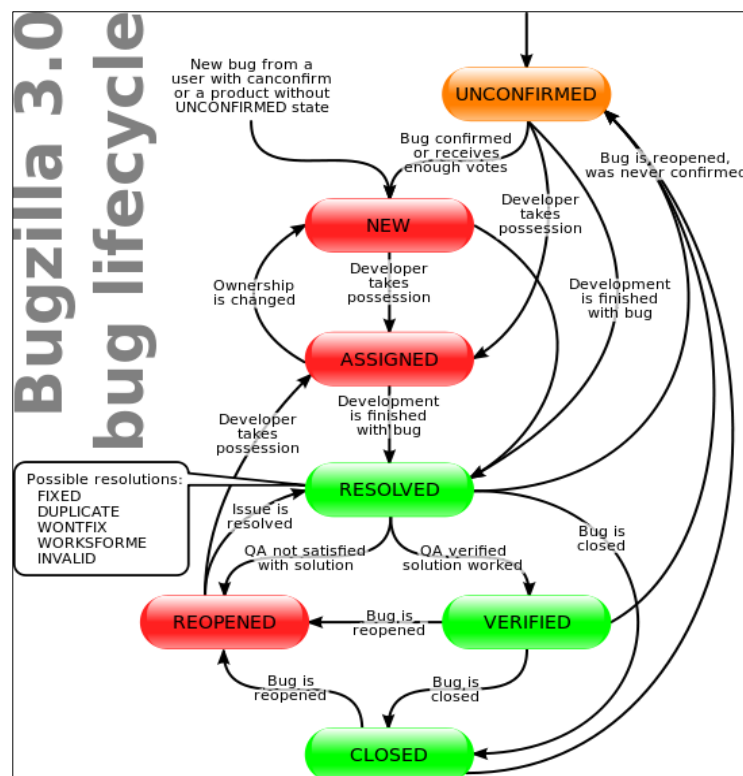 Bugzilla 3.0
bug lifecycle
New bug from a
user with canconfirm
or a product without
UNCONFIRMED state
UNCONFIRMED
Bug confirmed
or receives
enough votes
Bug is reopened,
was never confirmed
NEW
Developer
takes
possession
Ownership
is changed
Developer
takes
possession
Development
is finished
with bug
ASSIGNED
Development
is finished
with bug
Developer
takes
possession
Possible resolutions:
FIXED
DUPLICATE
WONTFIX
WORKSFORME
INVALID
RESOLVED
Issue is
resolved
Bug is
closed
QA not satisfied
with solution
QA verified
solution worked
REOPENED
Bug is
reopened
VERIFIED
Bug is
reopened
Bug is
closed
CLOSED